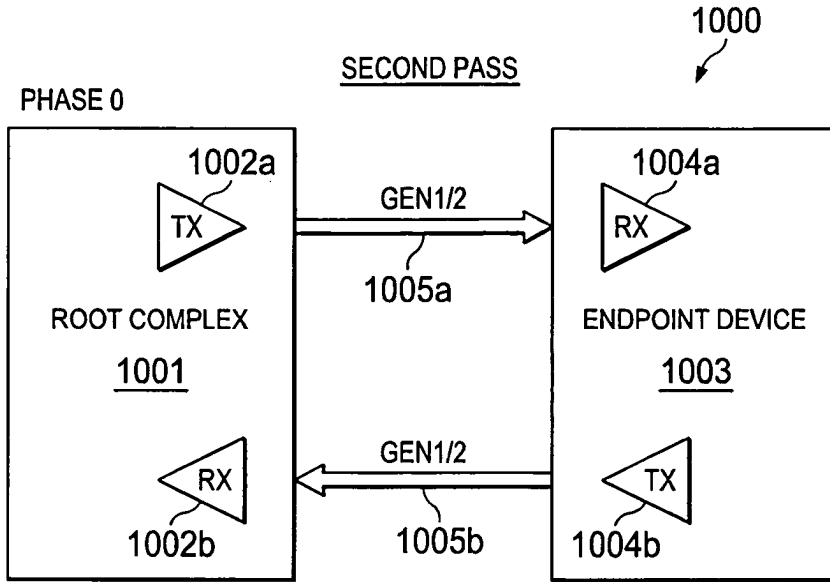 1000
SECOND PASS
PHASE 0
1002a
TX
GEN1/2
1005a
1004a
RX
ROOT COMPLEX
1001
ENDPOINT DEVICE
1003
RX
1002b
GEN1/2
1005b
TX
1004b